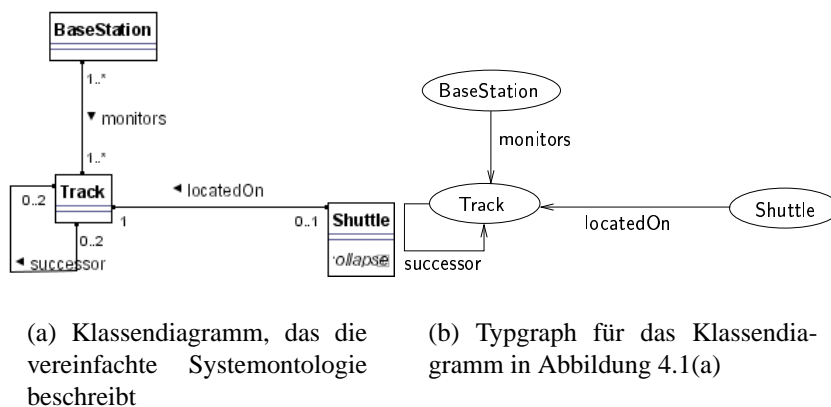 BaseStation
1..*
monitors
1..*
0..2
Track
1
locatedOn
0..1
Shuttle
0..2
successor
BaseStation
monitors
Track
locatedOn
Shuttle
successor
(a) Klassendiagramm, das die
vereinfachte Systemontologie
beschreibt
(b) Typgraph für das Klassendia-
gramm in Abbildung 4.1(a)